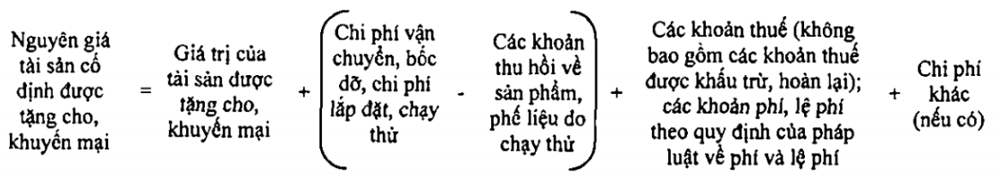 Nguyên giá
tài sản cố
định được
tặng cho,
khuyến mại
=
Giá trị của
tài sản được
tặng cho,
khuyến mại
+
(
Chi phí vận
chuyển, bốc
dỡ, chi phí
lắp đặt, chạy
thử
-
Các khoản
thu hồi về
sản phẩm,
phế liệu do
chạy thử
)
+
Các khoản thuế (không
bao gồm các khoản thuế
được khấu trừ, hoàn lại);
các khoản phí, lệ phí
theo quy định của pháp
luật về phí và lệ phí
+
Chi phí
khác
(nếu có)